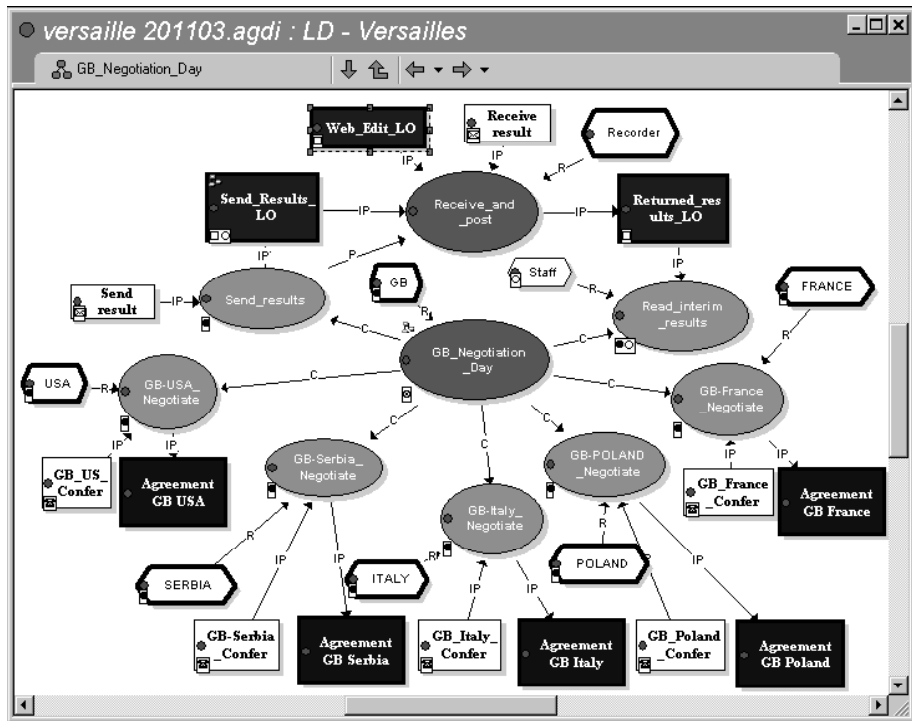 versaille 201103.agdi : LD - Versailles
GB_Negotiation_Day
Web_Edit_LO
Receive
result
Recorder
IP
IP
R
Send_Results_
LO
IP
Receive_and
_post
IP
Returned_res
ults_LO
IP
P
IP
Send
result
IP
Send_results
GB
R
Staff
R
Read_interim
_results
FRANCE
C
C
R
GB_Negotiation
_Day
USA
R
GB-USA_
Negotiate
C
C
GB-France
_Negotiate
C
C
C
IP
IP
GB_US_
Confer
Agreement
GB USA
GB-Serbia_
Negotiate
GB-POLAND
_Negotiate
IP
IP
GB_France
_Confer
Agreement
GB France
GB-Italy_
Negotiate
R
R
SERBIA
IP
IP
ITALY
R
POLAND
IP
IP
IP
IP
GB-Serbia
_Confer
Agreement
GB Serbia
GB_Italy_
Confer
Agreement
GB Italy
GB_Poland
_Confer
Agreement
GB Poland